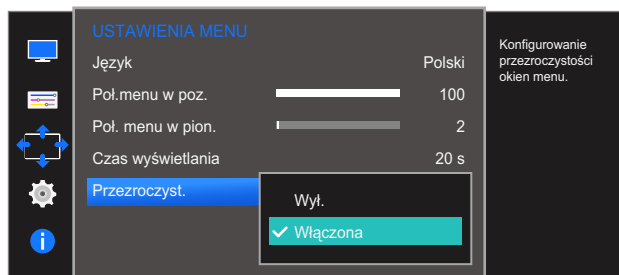 USTAWIENIA MENU
Język Polski
Poł.menu w poz. 100
Poł. menu w pion. 2
Czas wyświetlania 20 s
Przezroczyst.
Wył.
Włączona
Konfigurowanie
przezroczystości
okien menu.